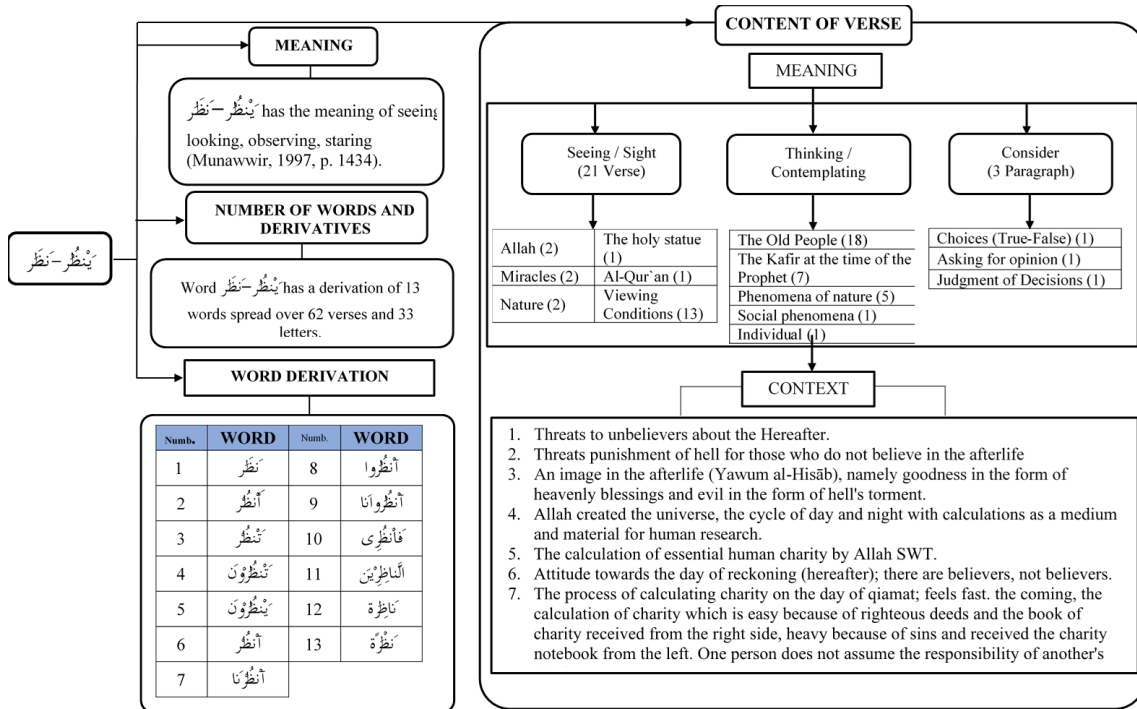 يَنْظُرُ – نَظَرَ
MEANING
يَنْظُرُ – نَظَرَ has the meaning of seeing
looking, observing, staring
(Munawwir, 1997, p. 1434).
NUMBER OF WORDS AND
DERIVATIVES
Word يَنْظُرُ – نَظَرَ has a derivation of 13
words spread over 62 verses and 33
letters.
WORD DERIVATION
Numb. WORD Numb. WORD
1 نَظَرَ 8 اُنْظُرُوا
2 اُنْظُرْ 9
3 تَنْظُرُ 10 فَانْظُرِى
4 تَنْظُرُوْنَ 11 النَّاظِرِيْنَ
5 يَنْظُرُوْنَ 12 نَاظِرَة
6 اُنْظُرْ 13 نَظْرَةً
7 اُنْظُرْنَا
CONTENT OF VERSE
MEANING
Seeing / Sight
(21 Verse)
Allah (2) The holy statue
(1)
Miracles (2) Al-Qur`an (1)
Nature (2) Viewing
Conditions (13)
Thinking /
Contemplating
The Old People (18)
The Kafir at the time of the
Prophet (7)
Phenomena of nature (5)
Social phenomena (1)
Individual (1)
Consider
(3 Paragraph)
Choices (True-False) (1)
Asking for opinion (1)
Judgment of Decisions (1)
CONTEXT
1. Threats to unbelievers about the Hereafter.
2. Threats punishment of hell for those who do not believe in the afterlife
3. An image in the afterlife (Yawum al-Hisāb), namely goodness in the form of
heavenly blessings and evil in the form of hell's torment.
4. Allah created the universe, the cycle of day and night with calculations as a medium
and material for human research.
5. The calculation of essential human charity by Allah SWT.
6. Attitude towards the day of reckoning (hereafter); there are believers, not believers.
7. The process of calculating charity on the day of qiamat; feels fast. the coming, the
calculation of charity which is easy because of righteous deeds and the book of
charity received from the right side, heavy because of sins and received the charity
notebook from the left. One person does not assume the responsibility of another's